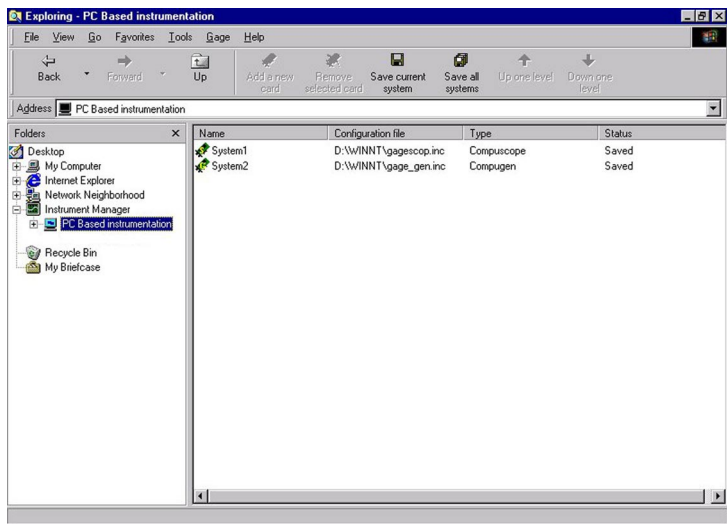 Exploring - PC Based instrumentation
File View Go Favorites Tools Gage Help
Back Forward Up Add a new card Remove selected card Save current system Save all systems Up one level Down one level
Address PC Based instrumentation
Folders
Name Configuration file Type Status
Desktop
My Computer
Internet Explorer
Network Neighborhood
Instrument Manager
PC Based instrumentation
Recycle Bin
My Briefcase
System1 D:\WINNT\gagescop.inc Compuscope Saved
System2 D:\WINNT\gage_gen.inc Compugen Saved